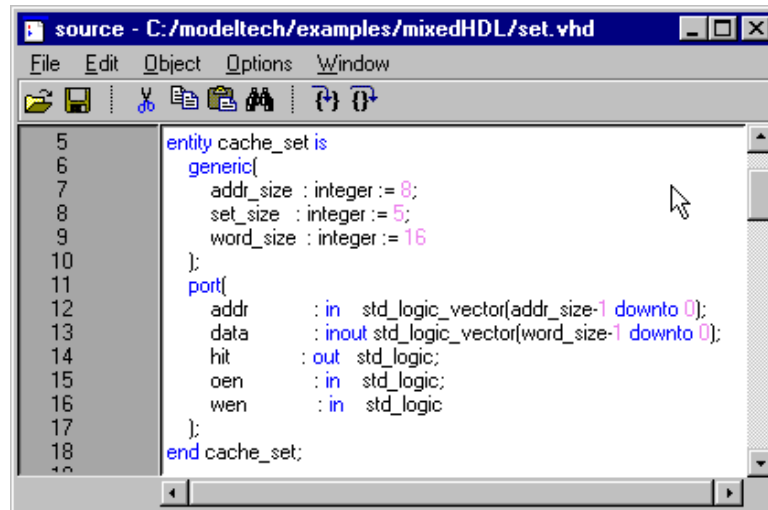 source - C:/modeltech/examples/mixedHDL/set.vhd
File Edit Object Options Window
5 entity cache_set is
6 generic(
7 addr_size : integer := 8;
8 set_size : integer := 5;
9 word_size : integer := 16
10 );
11 port(
12 addr : in std_logic_vector(addr_size-1 downto 0);
13 data : inout std_logic_vector(word_size-1 downto 0);
14 hit : out std_logic;
15 oen : in std_logic;
16 wen : in std_logic
17 );
18 end cache_set;